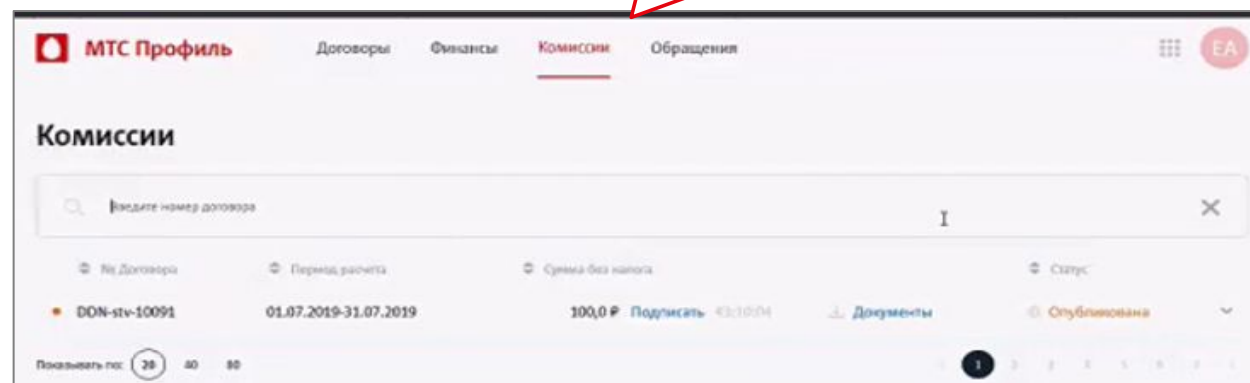 МТС Профиль Договоры Финансы Комиссии Обращения EA
Комиссии
Введите номер договора
№ Договора Период расчета Сумма без налога Статус
DDN-stv-10091 01.07.2019-31.07.2019 100,0 ₽ Подписать Документы Опубликована
Показывать по: 20 40 80 1